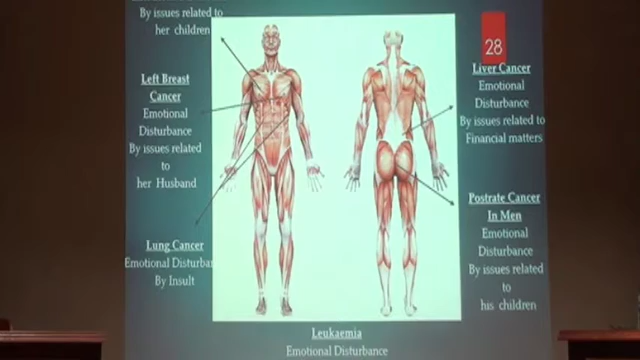 By issues related to
her children
Left Breast
Cancer
Emotional
Disturbance
By issues related
to
her Husband
Lung Cancer
Emotional Disturban
By Insult
28
Liver Cancer
Emotional
Disturbance
By issues related to
Financial matters
Postrate Cancer
In Men
Emotional
Disturbance
By issues related
to
his children
Leukaemia
Emotional Disturbance